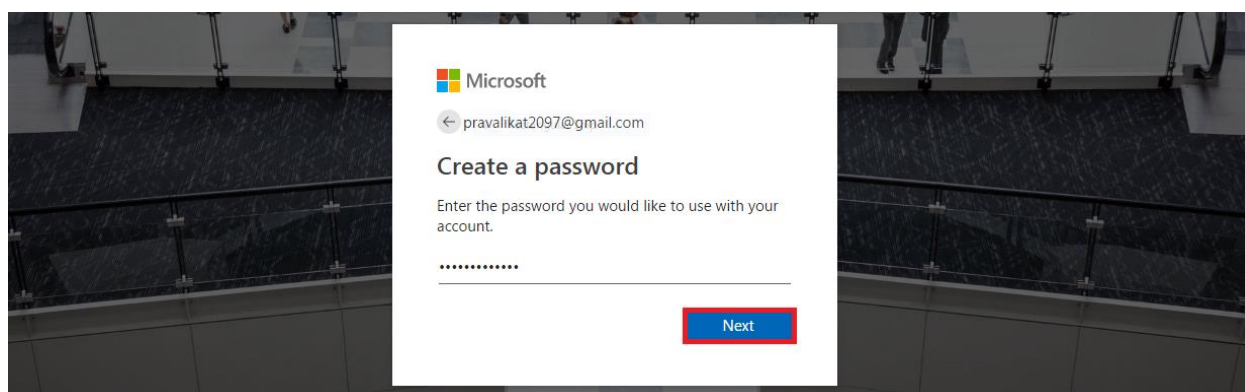 Microsoft
pravalikat2097@gmail.com
Create a password
Enter the password you would like to use with your
account.
•••••••••••••
Next